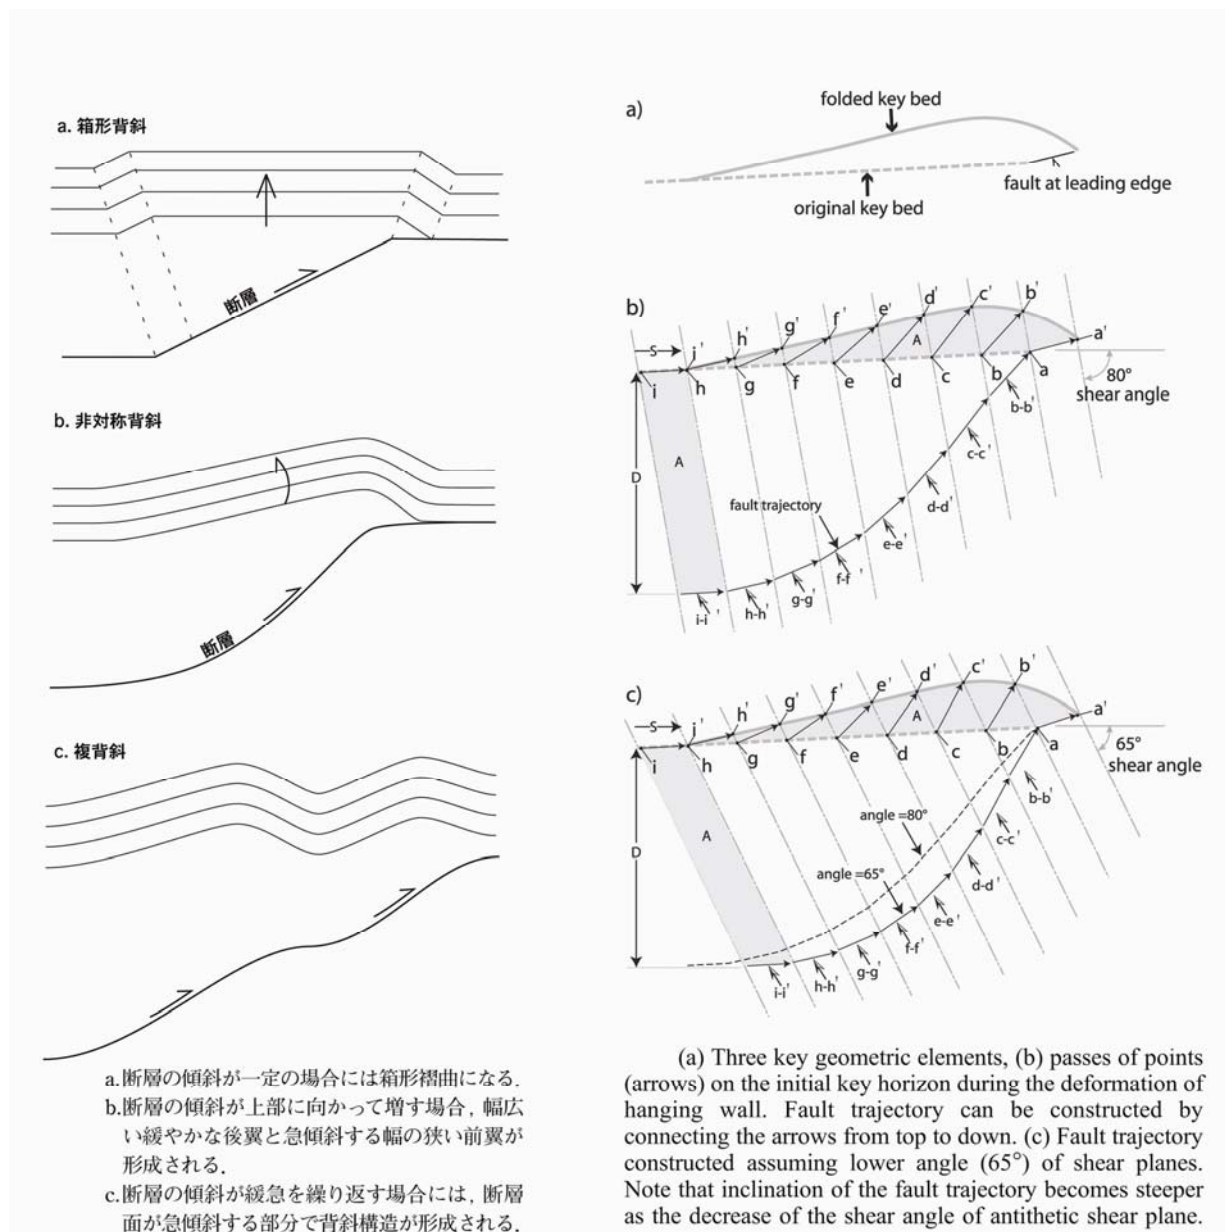 a. 箱形背斜
断層
b. 非対称背斜
断層
c. 複背斜
a.断層の傾斜が一定の場合には箱形褶曲になる.
b.断層の傾斜が上部に向かって増す場合，幅広
い緩やかな後翼と急傾斜する幅の狭い前翼が
形成される.
c.断層の傾斜が緩急を繰り返す場合には，断層
面が急傾斜する部分で背斜構造が形成される.
a)
folded key bed
fault at leading edge
original key bed
b)
S
i' h' g' f' e' d' c' b' a'
A
i h g f e d c b a
80°
shear angle
D
A
fault trajectory
b-b'
c-c'
d-d'
e-e'
f-f'
g-g'
h-h'
i-i'
c)
S
i' h' g' f' e' d' c' b' a'
A
i h g f e d c b a
65°
shear angle
D
A
angle =80°
angle =65°
b-b'
c-c'
d-d'
e-e'
f-f'
g-g'
h-h'
i-i'
(a) Three key geometric elements, (b) passes of points
(arrows) on the initial key horizon during the deformation of
hanging wall. Fault trajectory can be constructed by
connecting the arrows from top to down. (c) Fault trajectory
constructed assuming lower angle (65°) of shear planes.
Note that inclination of the fault trajectory becomes steeper
as the decrease of the shear angle of antithetic shear plane.